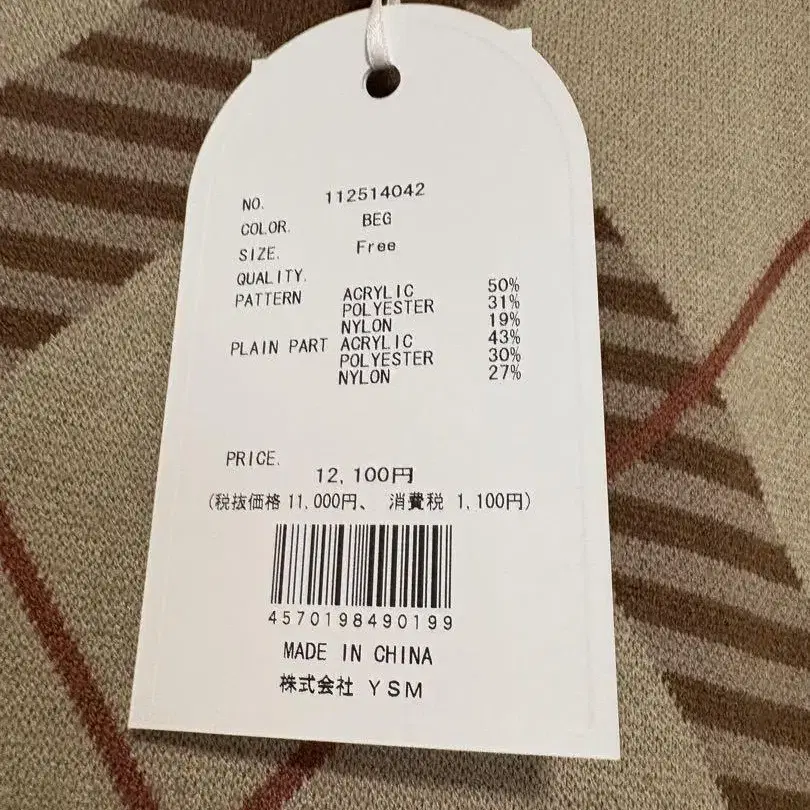 NO. 112514042
COLOR. BEG
SIZE. Free
QUALITY.
PATTERN ACRYLIC 50%
POLYESTER 31%
NYLON 19%
PLAIN PART ACRYLIC 43%
POLYESTER 30%
NYLON 27%
PRICE.
12,100円
(税抜価格 11,000円、 消費税 1,100円)
4570198490199
MADE IN CHINA
株式会社 YSM